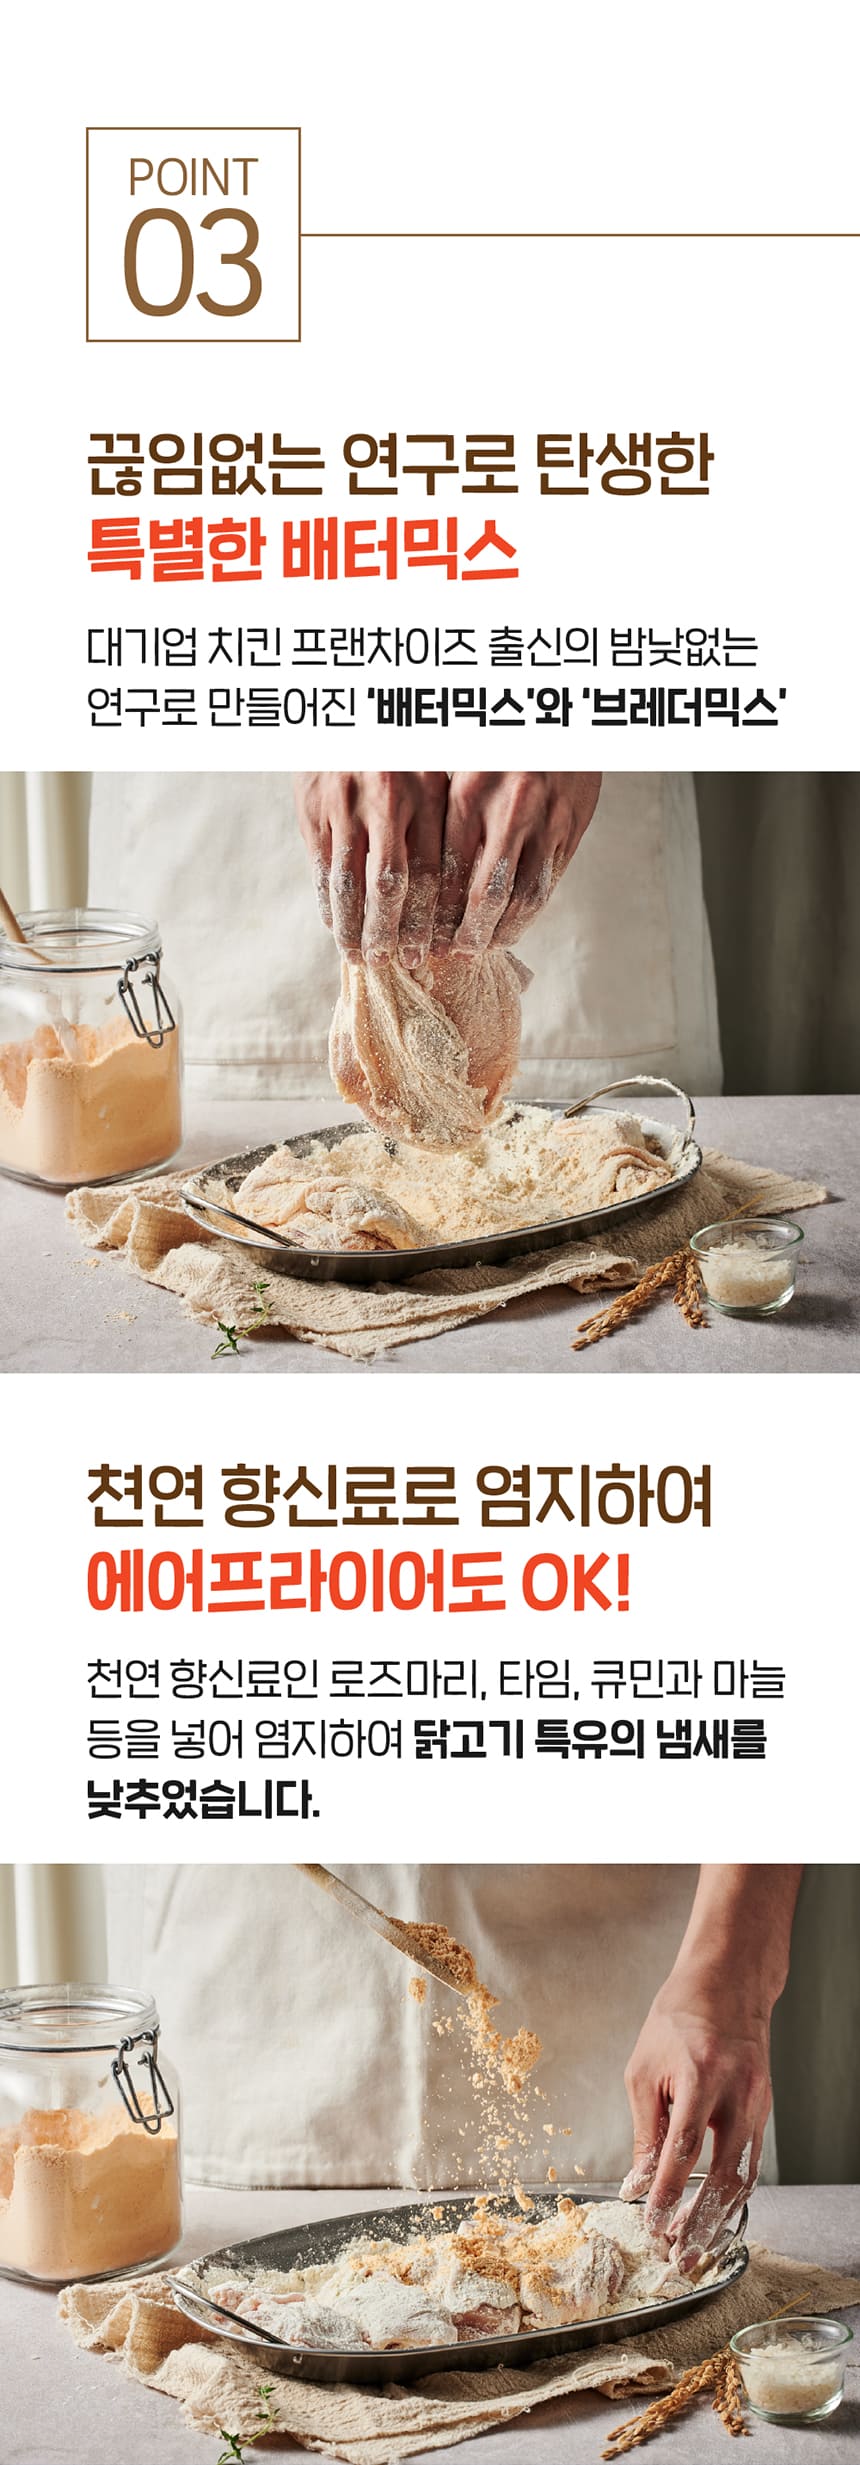 POINT
03
끊임없는 연구로 탄생한
특별한 배터믹스
대기업 치킨 프랜차이즈 출신의 밤낮없는
연구로 만들어진 ‘배터믹스'와 ‘브레더믹스’
천연 향신료로 염지하여
에어프라이어도 OK!
천연 향신료인 로즈마리, 타임, 큐민과 마늘
등을 넣어 염지하여 닭고기 특유의 냄새를
낮추었습니다.